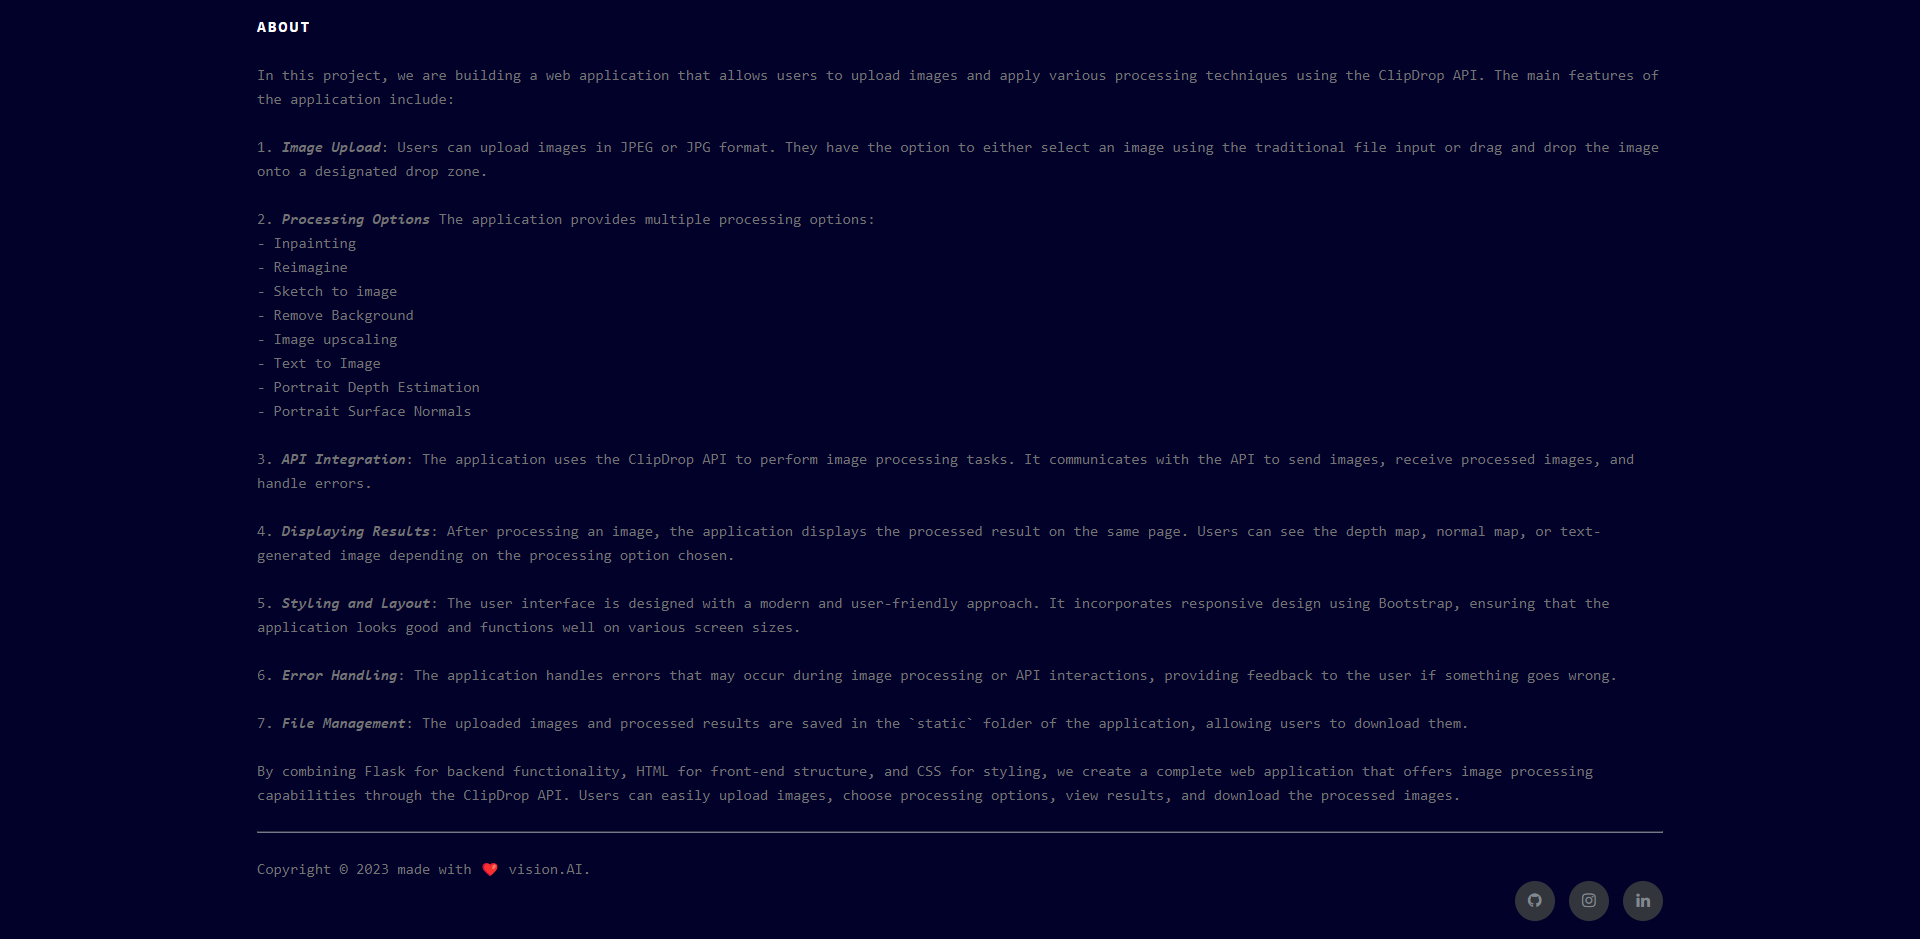 ABOUT
In this project, we are building a web application that allows users to upload images and apply various processing techniques using the ClipDrop API. The main features of
the application include:
1. Image Upload: Users can upload images in JPEG or JPG format. They have the option to either select an image using the traditional file input or drag and drop the image
onto a designated drop zone.
2. Processing Options The application provides multiple processing options:
- Inpainting
- Reimagine
- Sketch to image
- Remove Background
- Image upscaling
- Text to Image
- Portrait Depth Estimation
- Portrait Surface Normals
3. API Integration: The application uses the ClipDrop API to perform image processing tasks. It communicates with the API to send images, receive processed images, and
handle errors.
4. Displaying Results: After processing an image, the application displays the processed result on the same page. Users can see the depth map, normal map, or text-
generated image depending on the processing option chosen.
5. Styling and Layout: The user interface is designed with a modern and user-friendly approach. It incorporates responsive design using Bootstrap, ensuring that the
application looks good and functions well on various screen sizes.
6. Error Handling: The application handles errors that may occur during image processing or API interactions, providing feedback to the user if something goes wrong.
7. File Management: The uploaded images and processed results are saved in the `static` folder of the application, allowing users to download them.
By combining Flask for backend functionality, HTML for front-end structure, and CSS for styling, we create a complete web application that offers image processing
capabilities through the ClipDrop API. Users can easily upload images, choose processing options, view results, and download the processed images.
Copyright © 2023 made with ❤️ vision.AI.
in